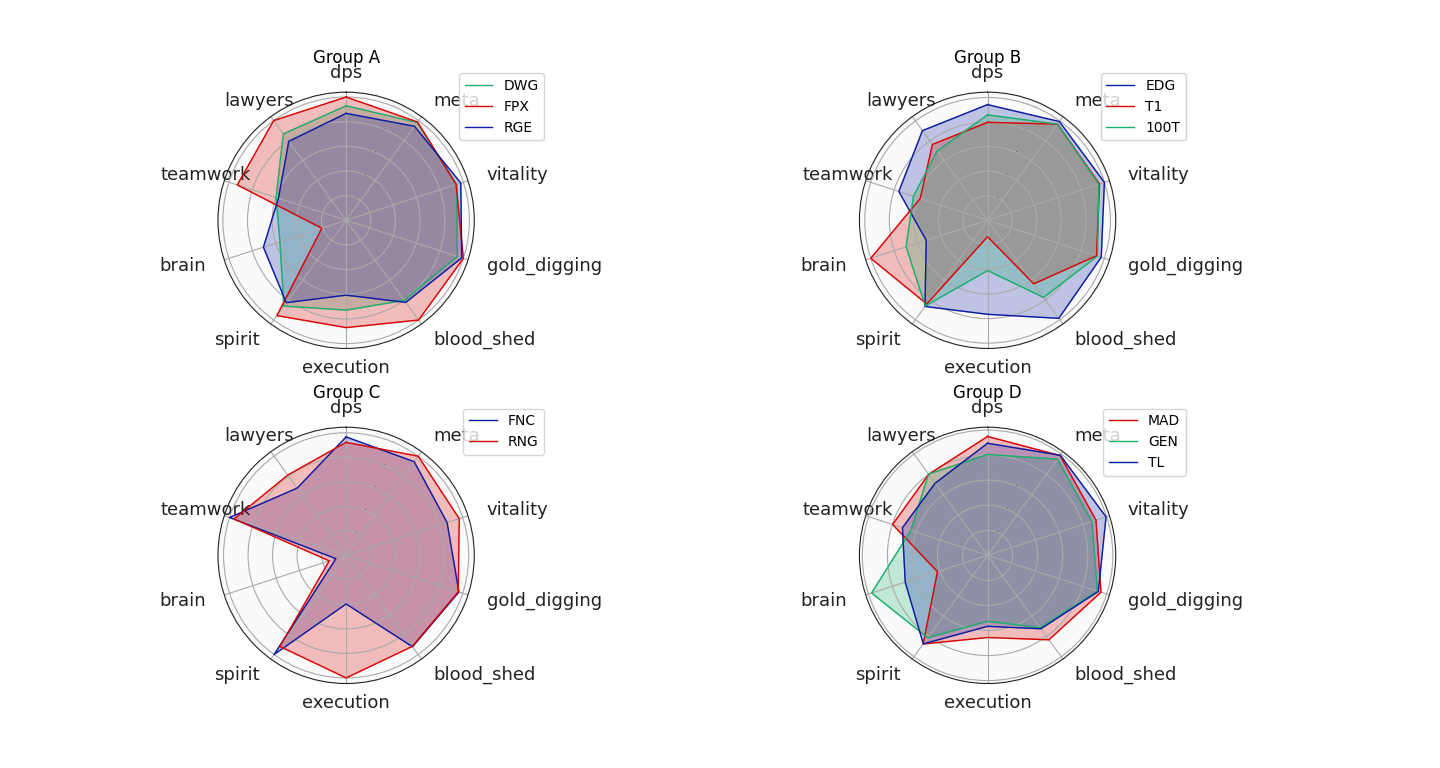 Group A
dps
lawyers
meta
teamwork
vitality
brain
gold_digging
spirit
blood_shed
execution
DWG
FPX
RGE
Group B
dps
lawyers
meta
teamwork
vitality
brain
gold_digging
spirit
blood_shed
execution
EDG
T1
100T
Group C
dps
lawyers
meta
teamwork
vitality
brain
gold_digging
spirit
blood_shed
execution
FNC
RNG
Group D
dps
lawyers
meta
teamwork
vitality
brain
gold_digging
spirit
blood_shed
execution
MAD
GEN
TL